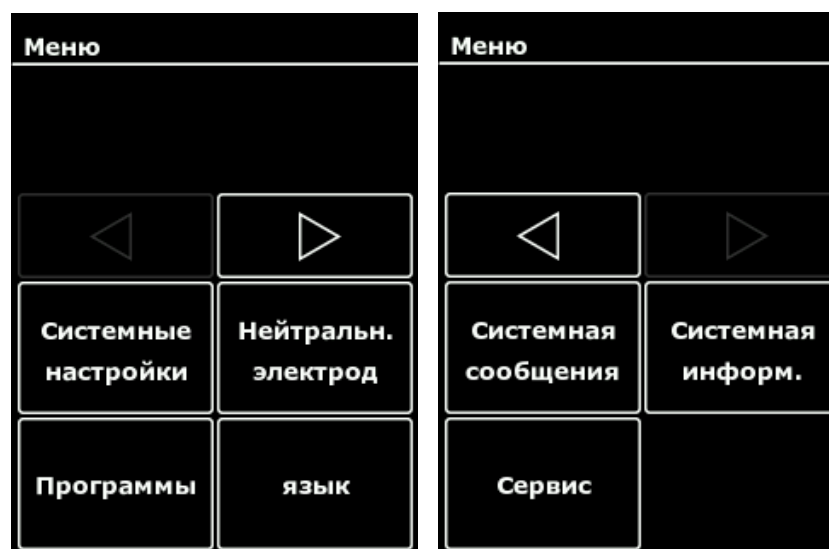 Меню
Системные
настройки
Нейтральн.
электрод
Программы
язык
Меню
Системная
сообщения
Системная
информ.
Сервис